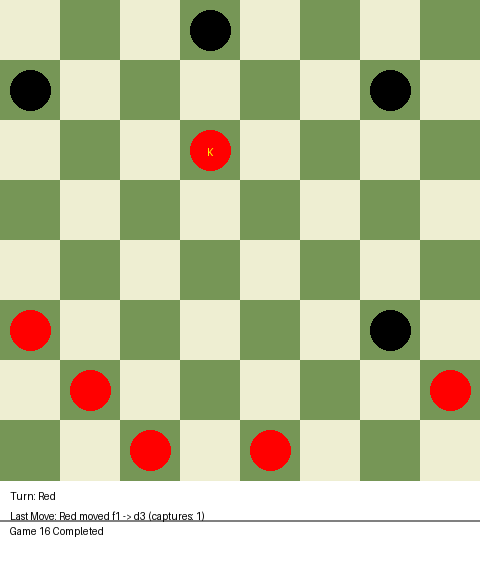 K
Turn: Red
Last Move: Red moved f1 -> d3 (captures: 1)
Game 16 Completed